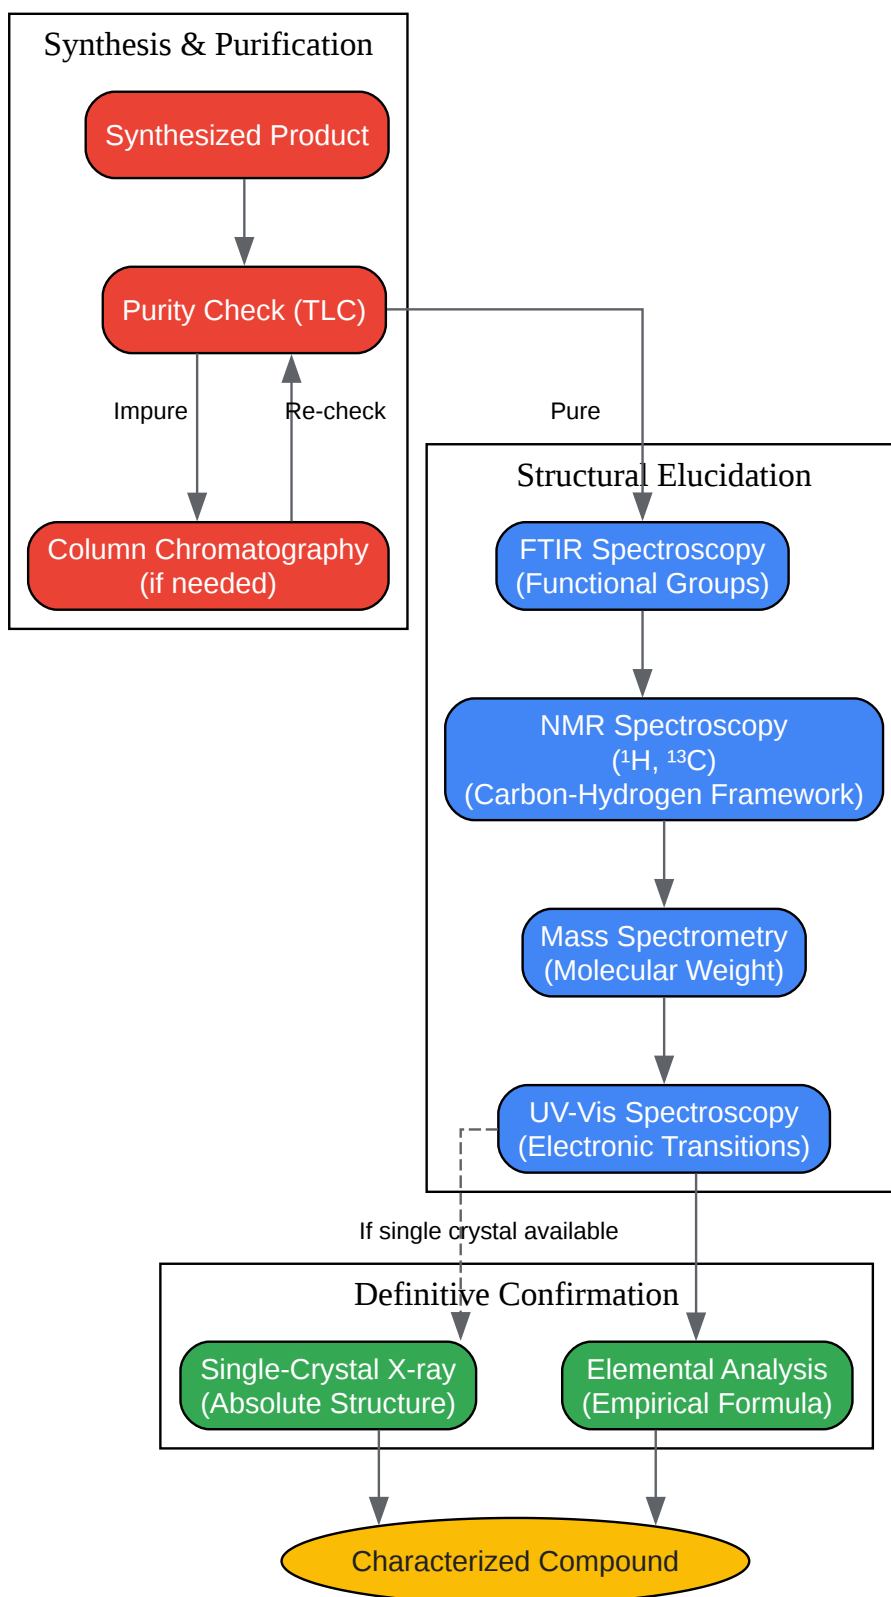 Synthesis & Purification
Synthesized Product
Purity Check (TLC)
Impure
Re-check
Pure
Column Chromatography
(if needed)
Structural Elucidation
FTIR Spectroscopy
(Functional Groups)
NMR Spectroscopy
(¹H, ¹³C)
(Carbon-Hydrogen Framework)
Mass Spectrometry
(Molecular Weight)
UV-Vis Spectroscopy
(Electronic Transitions)
If single crystal available
Definitive Confirmation
Single-Crystal X-ray
(Absolute Structure)
Elemental Analysis
(Empirical Formula)
Characterized Compound